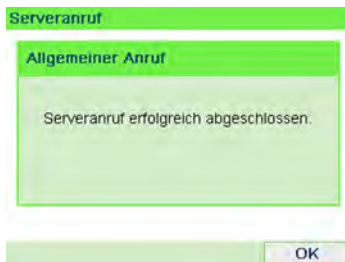 Serveranruf
Allgemeiner Anruf
Serveranruf erfolgreich abgeschlossen.
OK